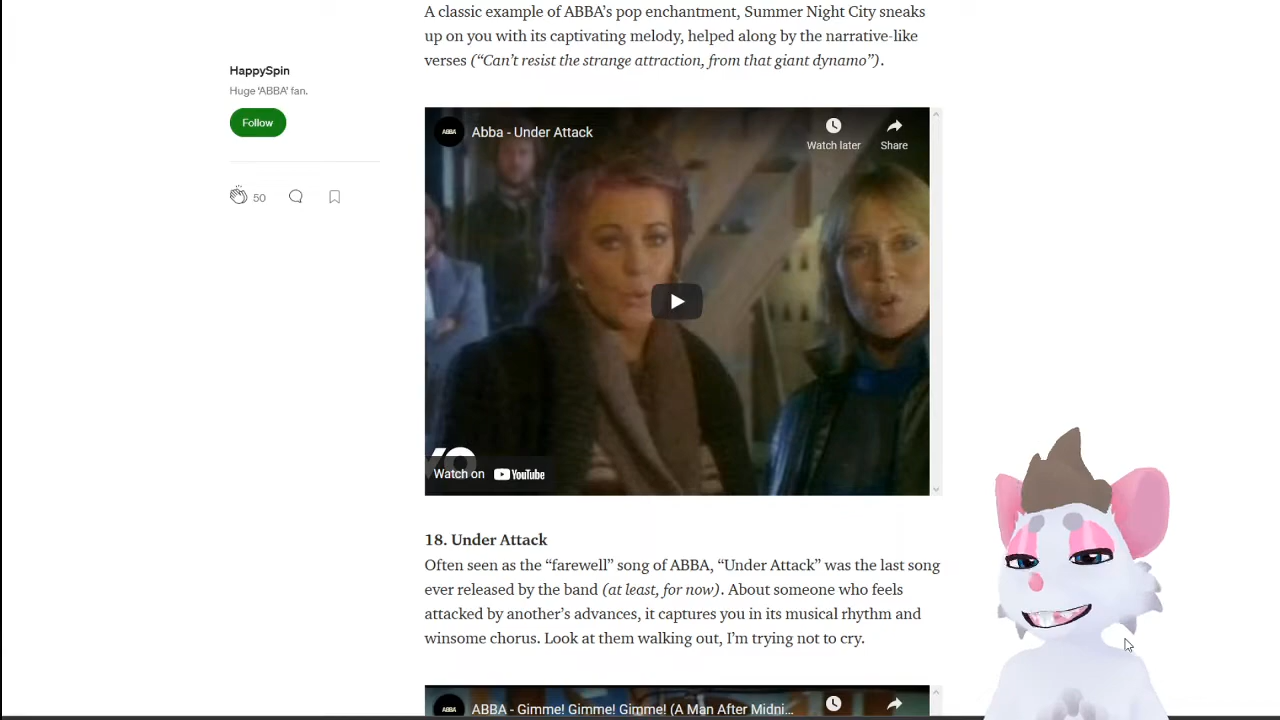 A classic example of ABBA’s pop enchantment, Summer Night City sneaks
up on you with its captivating melody, helped along by the narrative-like
verses (“Can’t resist the strange attraction, from that giant dynamo”).
HappySpin
Huge ‘ABBA’ fan.
Follow
50
ABBA
Abba - Under Attack
Watch later
Share
Watch on YouTube
18. Under Attack
Often seen as the “farewell” song of ABBA, “Under Attack” was the last song
ever released by the band (at least, for now). About someone who feels
attacked by another’s advances, it captures you in its musical rhythm and
winsome chorus. Look at them walking out, I’m trying not to cry.
ABBA
ABBA - Gimme! Gimme! Gimme! (A Man After Midni...